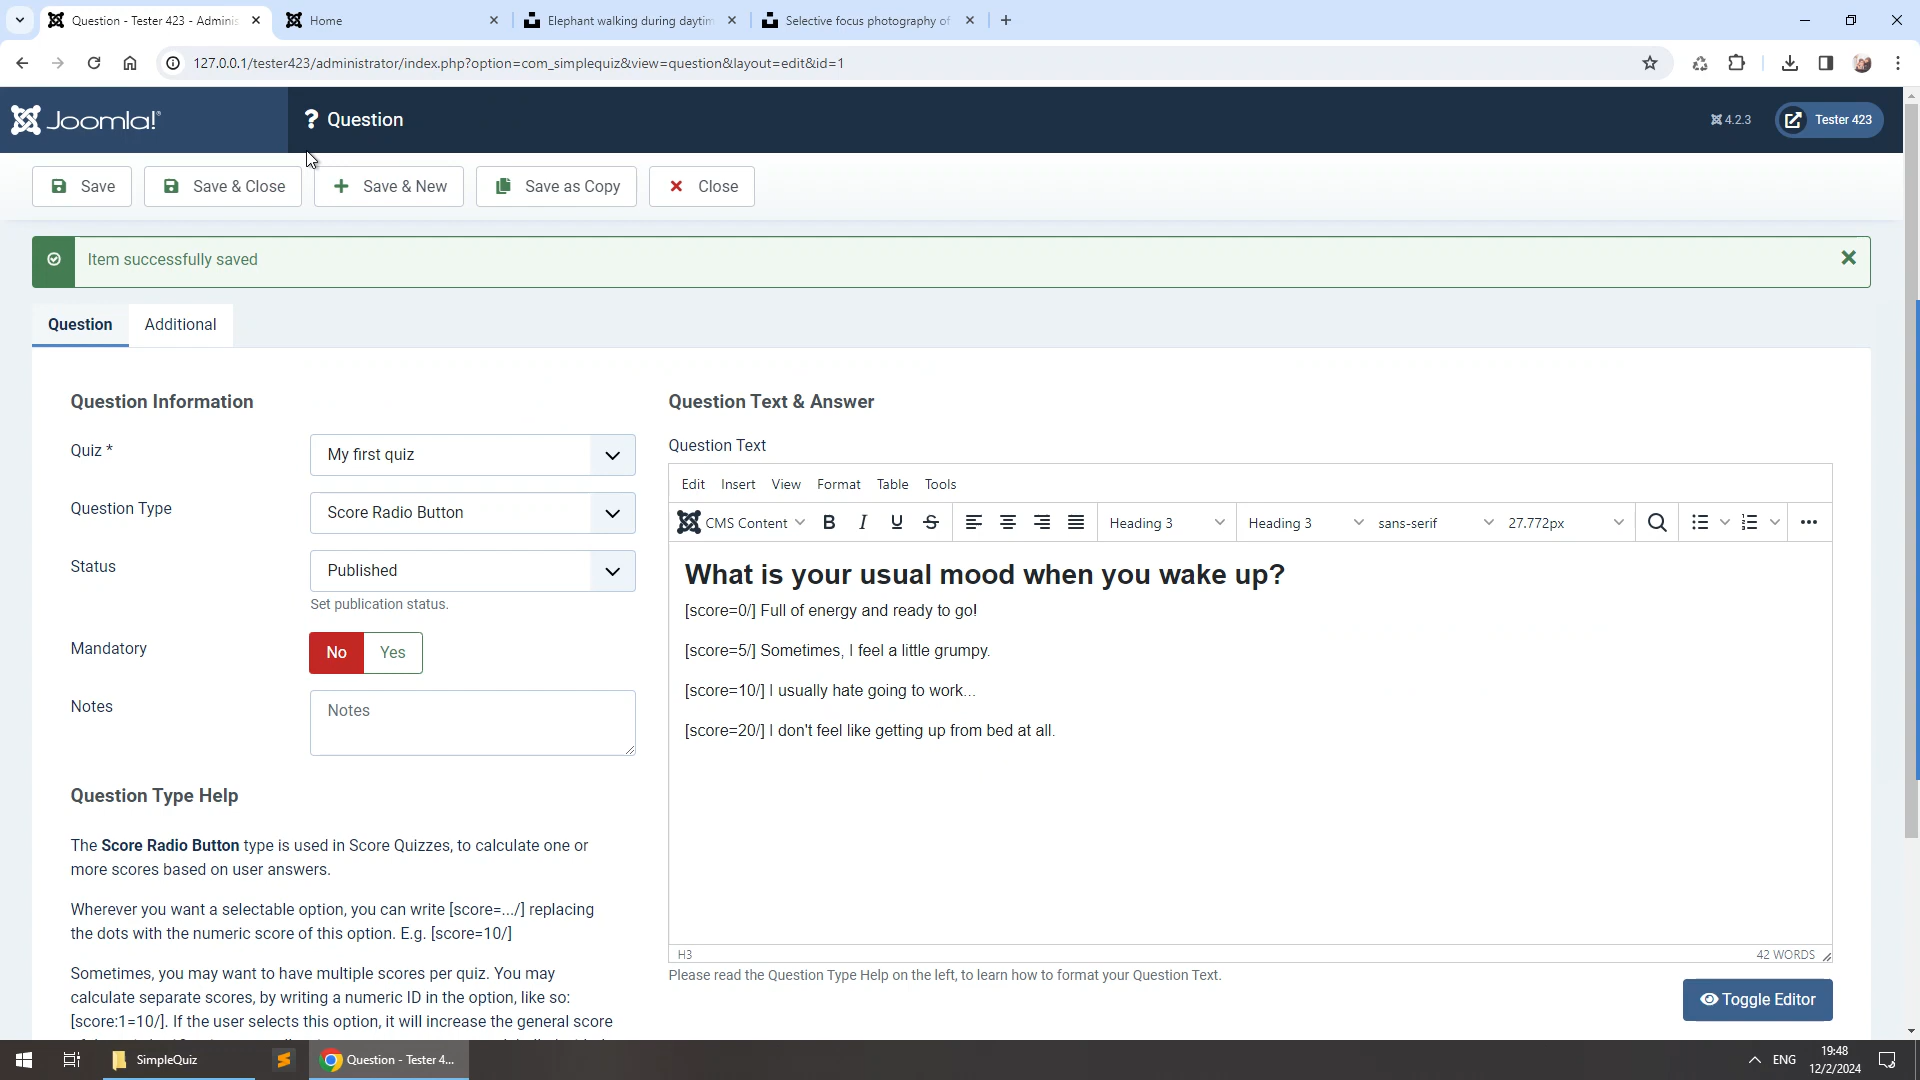 Question - Tester 423 - Adminis
Home
Elephant walking during daytim
Selective focus photography of
127.0.0.1/tester423/administrator/index.php?option=com_simplequiz&view=question&layout=edit&id=1
Joomla!
Question
4.2.3
Tester 423
Save
Save & Close
Save & New
Save as Copy
Close
Item successfully saved
Question
Additional
Question Information
Quiz *
My first quiz
Question Type
Score Radio Button
Status
Published
Set publication status.
Mandatory
No
Yes
Notes
Notes
Question Type Help
The Score Radio Button type is used in Score Quizzes, to calculate one or
more scores based on user answers.
Wherever you want a selectable option, you can write [score=.../] replacing
the dots with the numeric score of this option. E.g. [score=10/]
Sometimes, you may want to have multiple scores per quiz. You may
calculate separate scores, by writing a numeric ID in the option, like so:
[score:1=10/]. If the user selects this option, it will increase the general score
Question Text & Answer
Question Text
Edit Insert View Format Table Tools
CMS Content B I U S Heading 3 Heading 3 sans-serif 27.772px
What is your usual mood when you wake up?
[score=0/] Full of energy and ready to go!
[score=5/] Sometimes, I feel a little grumpy.
[score=10/] I usually hate going to work...
[score=20/] I don't feel like getting up from bed at all.
H3
42 WORDS
Please read the Question Type Help on the left, to learn how to format your Question Text.
Toggle Editor
SimpleQuiz
Question - Tester 4...
ENG
19:48
12/2/2024